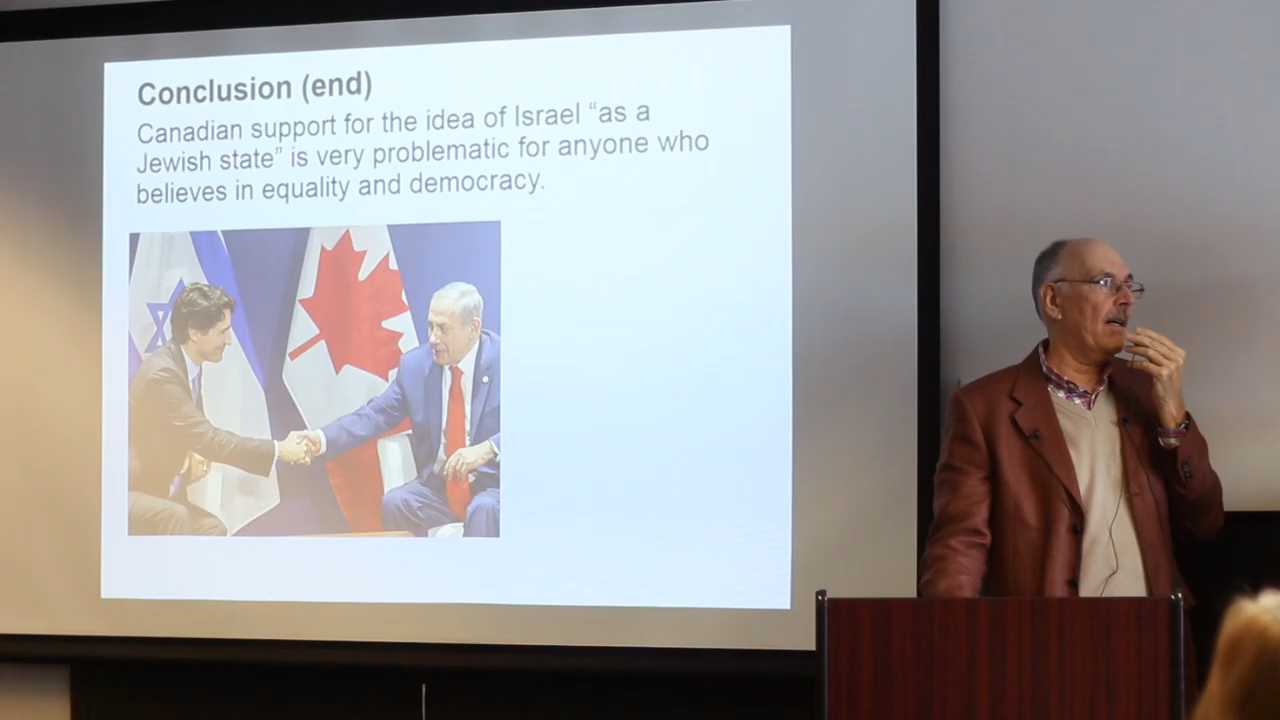 Conclusion (end)
Canadian support for the idea of Israel “as a
Jewish state” is very problematic for anyone who
believes in equality and democracy.